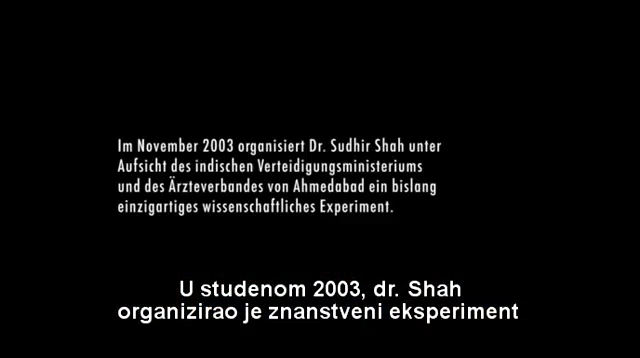 Im November 2003 organisiert Dr. Sudhir Shah unter
Aufsicht des indischen Verteidigungsministeriums
und des Ärzteverbandes von Ahmedabad ein bislang
einzigartiges wissenschaftliches Experiment.
U studenom 2003, dr. Shah
organizirao je znanstveni eksperiment